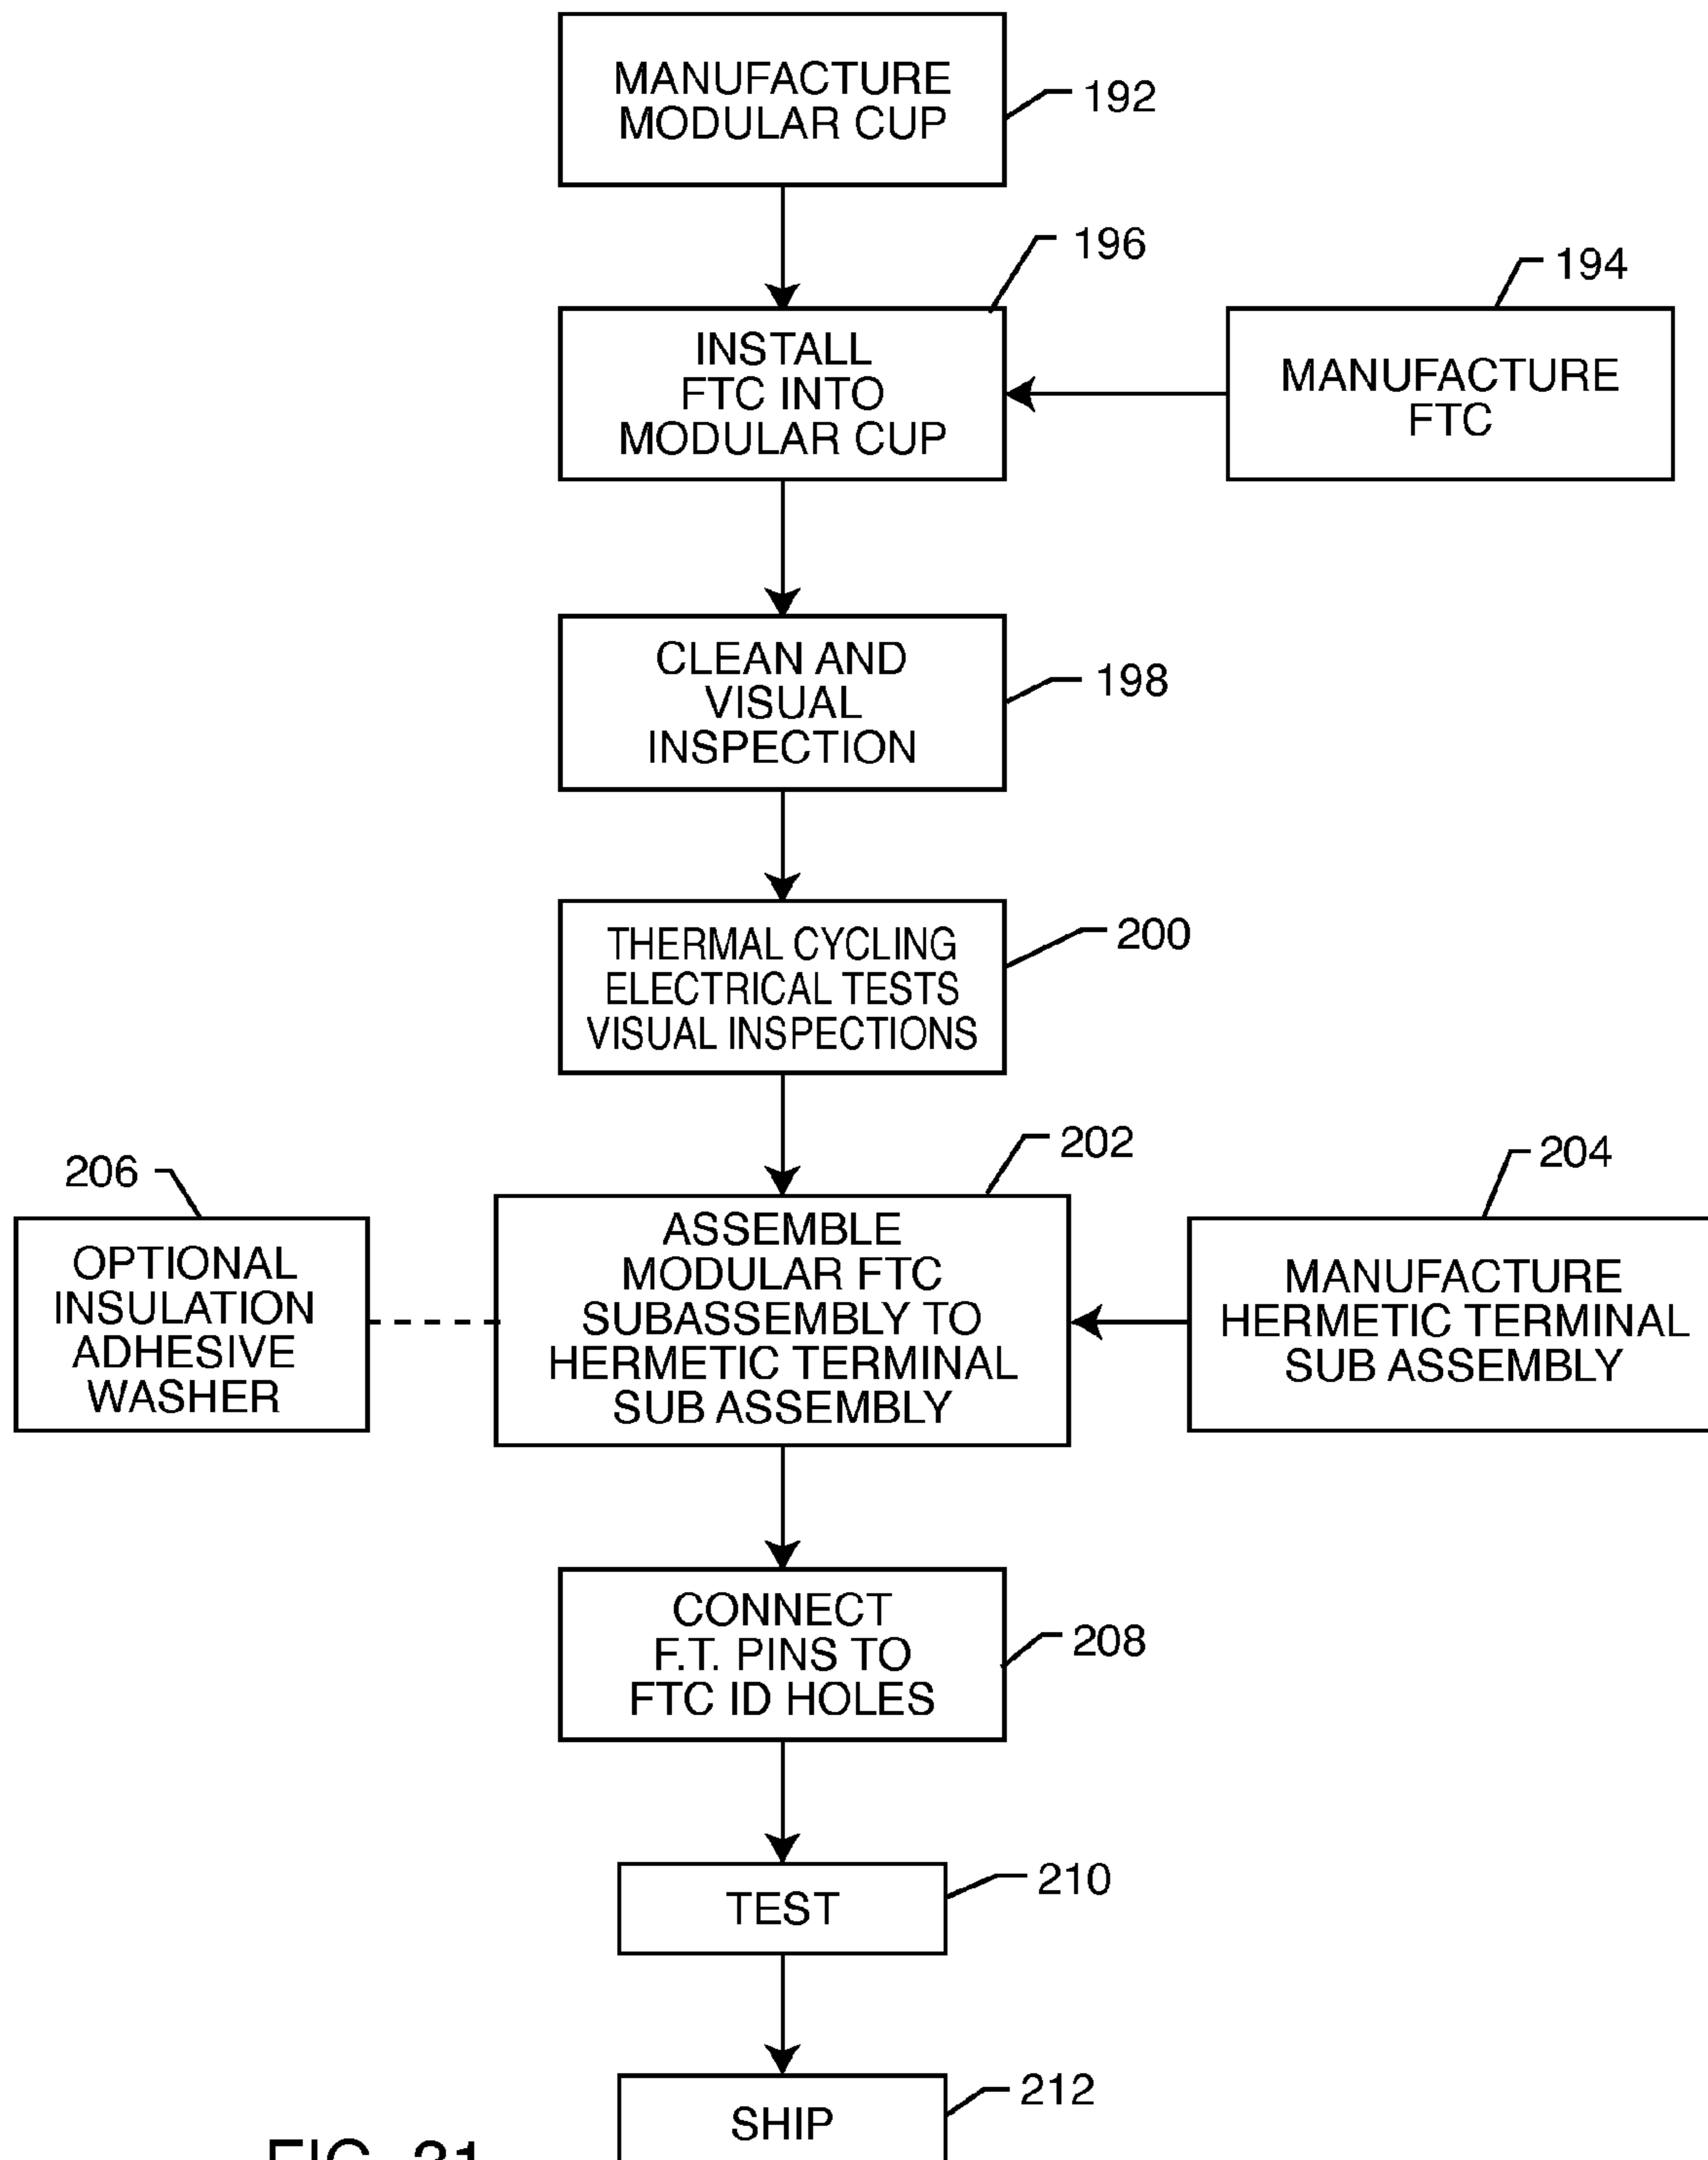 MANUFACTURE
MODULAR CUP
192
196
194
INSTALL
FTC INTO
MODULAR CUP
MANUFACTURE
FTC
CLEAN AND
VISUAL
INSPECTION
198
THERMAL CYCLING
ELECTRICAL TESTS
VISUAL INSPECTIONS
200
206
202
204
OPTIONAL
INSULATION
ADHESIVE
WASHER
ASSEMBLE
MODULAR FTC
SUBASSEMBLY TO
HERMETIC TERMINAL
SUB ASSEMBLY
MANUFACTURE
HERMETIC TERMINAL
SUB ASSEMBLY
CONNECT
F.T. PINS TO
FTC ID HOLES
208
TEST
210
SHIP
212